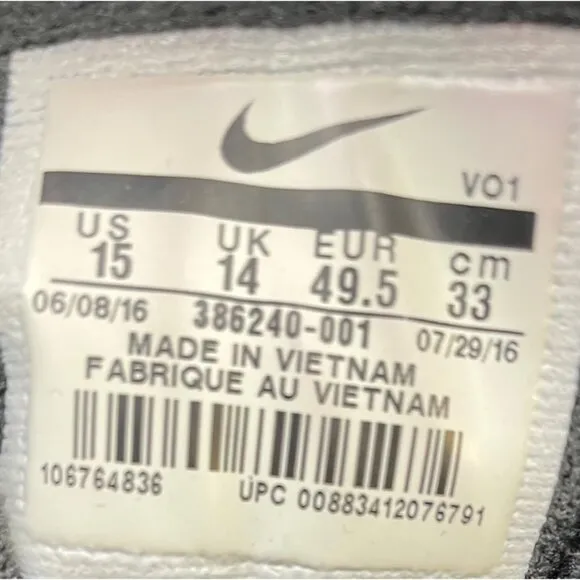 VO1
US UK EUR cm
15 14 49.5 33
06/08/16 386240-001 07/29/16
MADE IN VIETNAM
FABRIQUE AU VIETNAM
106764836 UPC 00883412076791